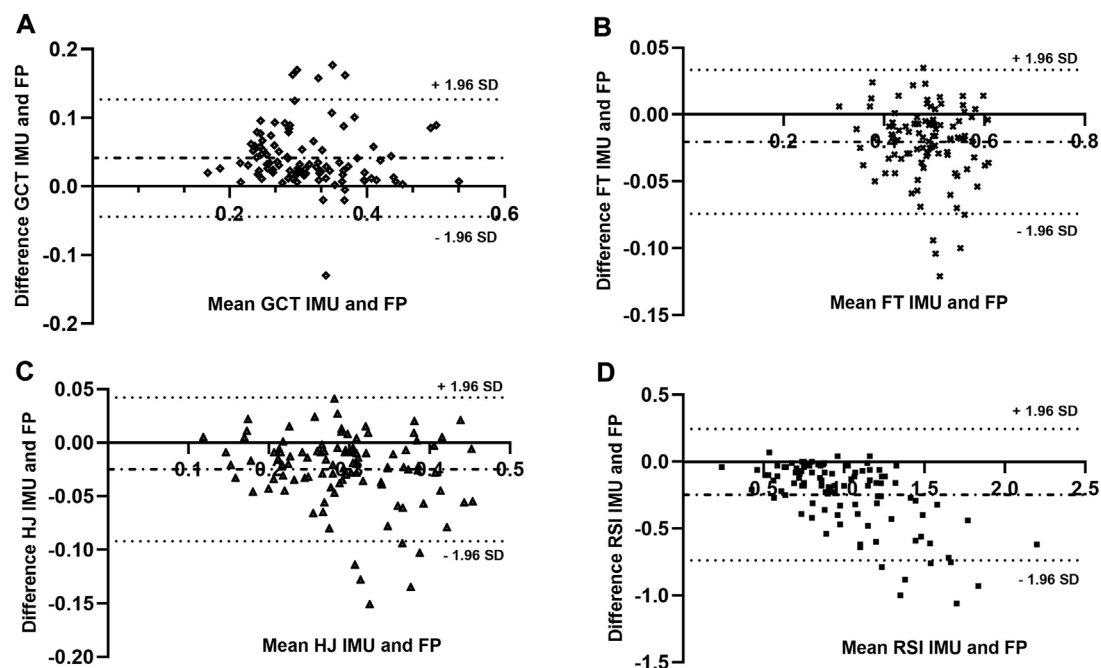 A
0.2
0.1
0.0
-0.1
-0.2
0.2
0.4
0.6
+ 1.96 SD
- 1.96 SD
Difference GCT IMU and FP
Mean GCT IMU and FP
B
0.05
0.00
-0.05
-0.10
-0.15
0.2
0.4
0.6
0.8
+ 1.96 SD
- 1.96 SD
Difference FT IMU and FP
Mean FT IMU and FP
C
0.05
0.00
-0.05
-0.10
-0.15
-0.20
0.1
0.2
0.3
0.4
0.5
+ 1.96 SD
- 1.96 SD
Difference HJ IMU and FP
Mean HJ IMU and FP
D
0.5
0.0
-0.5
-1.0
-1.5
0.5
1.0
1.5
2.0
2.5
+ 1.96 SD
- 1.96 SD
Difference RSI IMU and FP
Mean RSI IMU and FP